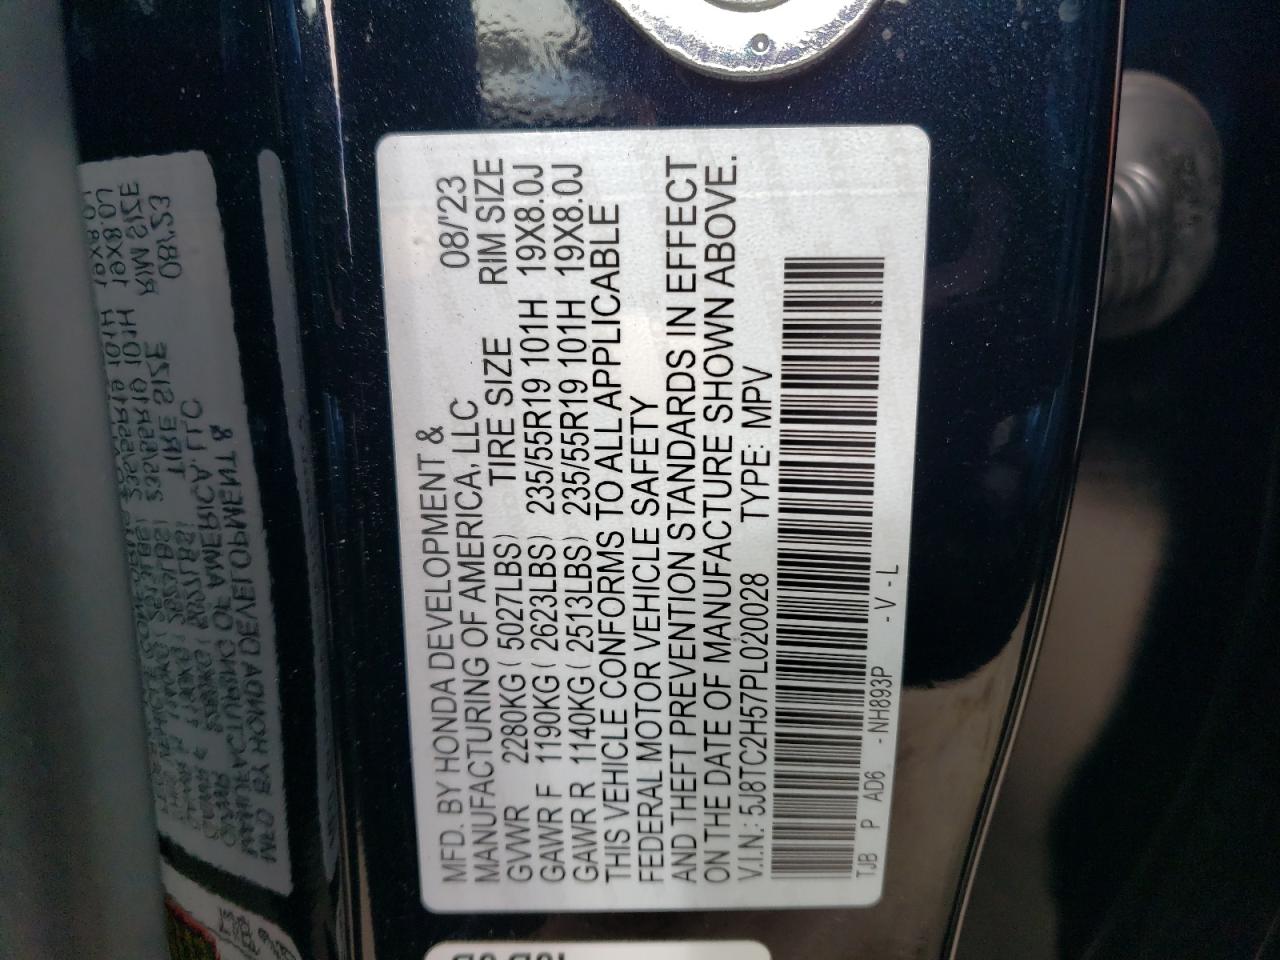 MFD. BY HONDA DEVELOPMENT &
MANUFACTURING OF AMERICA, LLC 08/'23
GVWR 2280KG ( 5027LBS) TIRE SIZE RIM SIZE
GAWR F 1190KG ( 2623LBS) 235/55R19 101H 19X8.0J
GAWR R 1140KG ( 2513LBS) 235/55R19 101H 19X8.0J
THIS VEHICLE CONFORMS TO ALL APPLICABLE
FEDERAL MOTOR VEHICLE SAFETY
AND THEFT PREVENTION STANDARDS IN EFFECT
ON THE DATE OF MANUFACTURE SHOWN ABOVE.
V.I.N.: 5J8TC2H57PL020028 TYPE: MPV
TJB P AD6 - NH893P - V - L